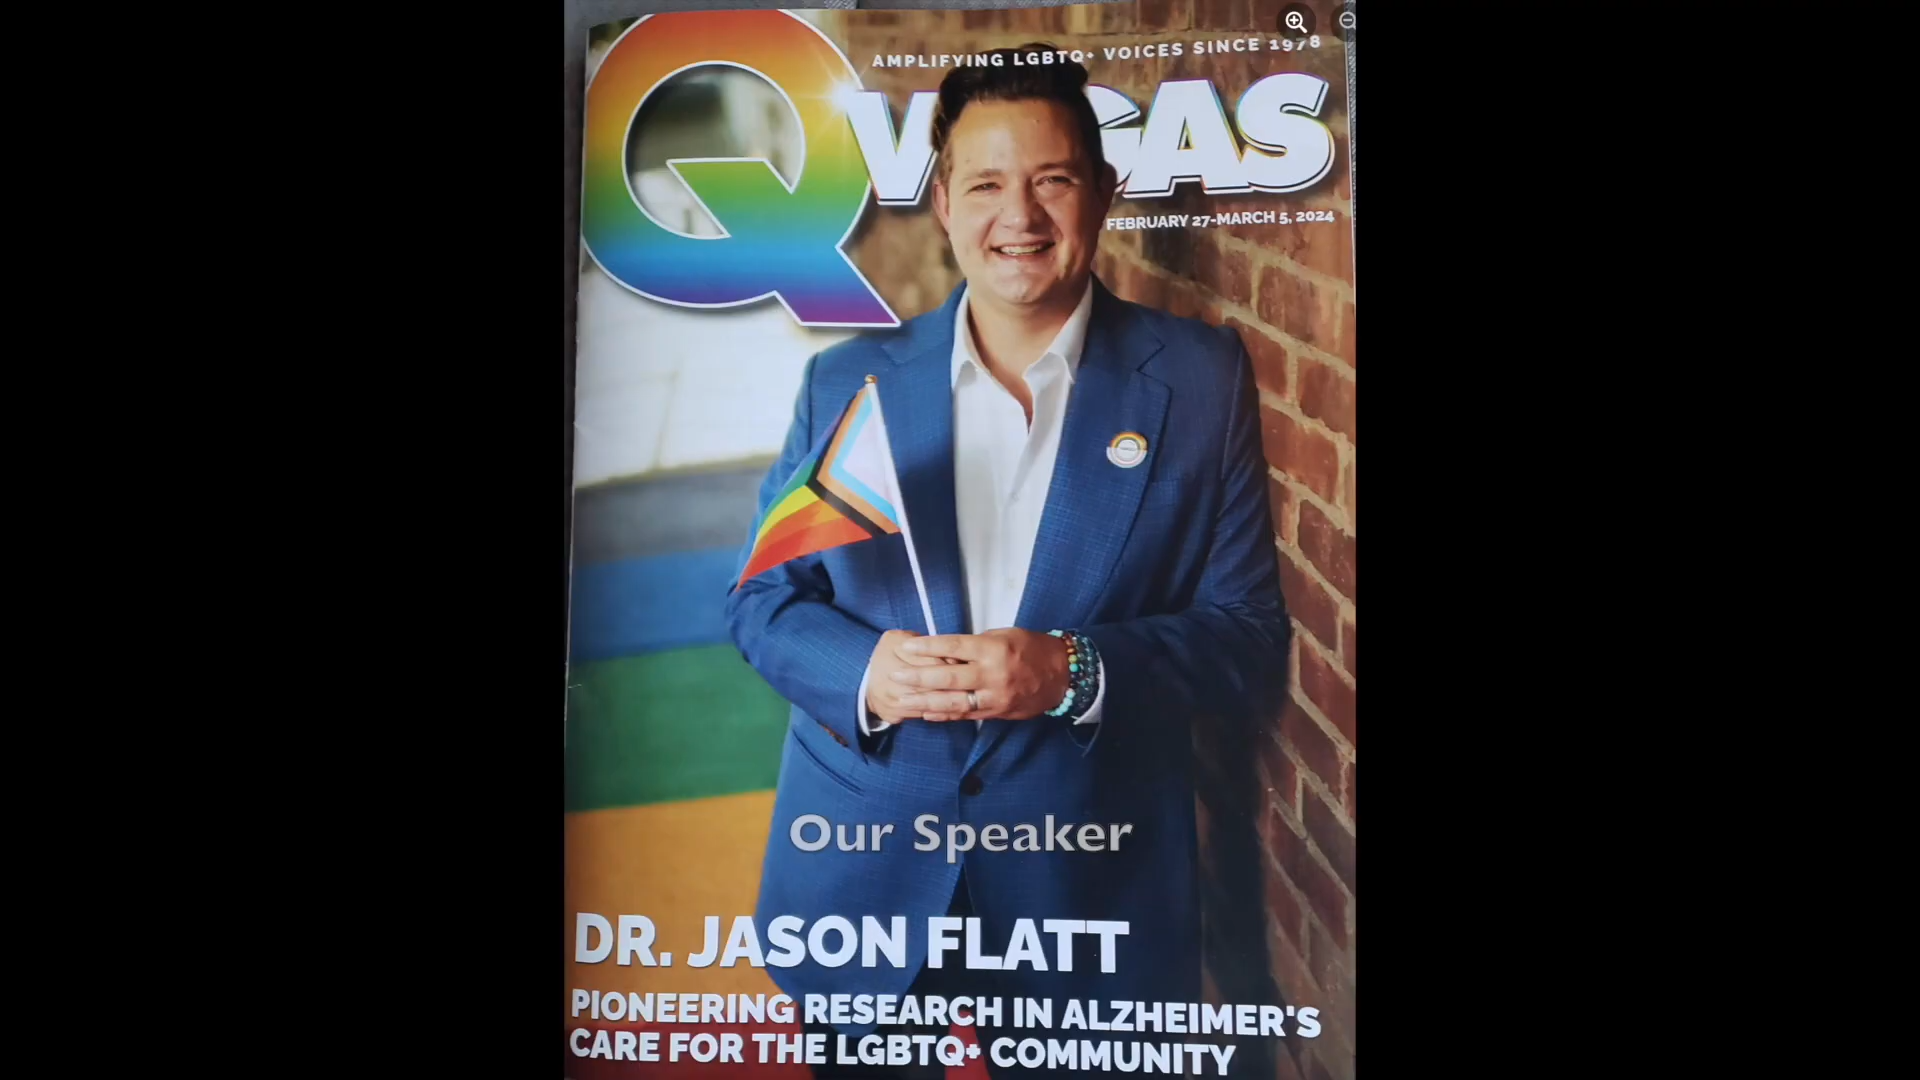 AMPLIFYING LGBTQ+ VOICES SINCE 1978
Q VEGAS
FEBRUARY 27-MARCH 5, 2024
Our Speaker
DR. JASON FLATT
PIONEERING RESEARCH IN ALZHEIMER'S
CARE FOR THE LGBTQ+ COMMUNITY